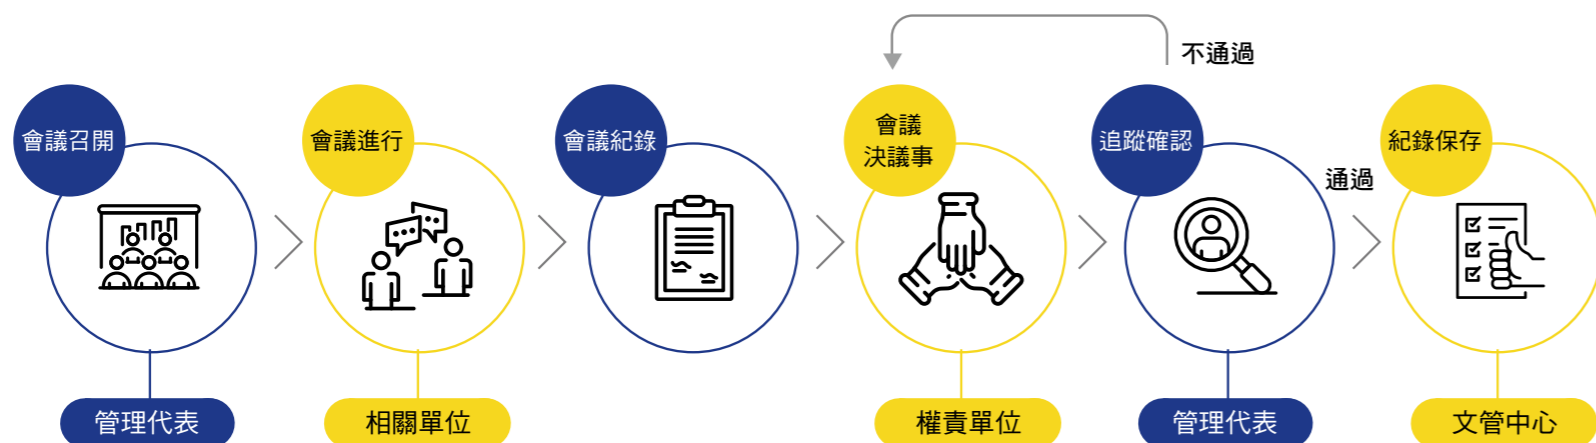 不通過
會議召開
會議進行
會議紀錄
會議
決議事
追蹤確認
通過
紀錄保存
管理代表
相關單位
權責單位
管理代表
文管中心